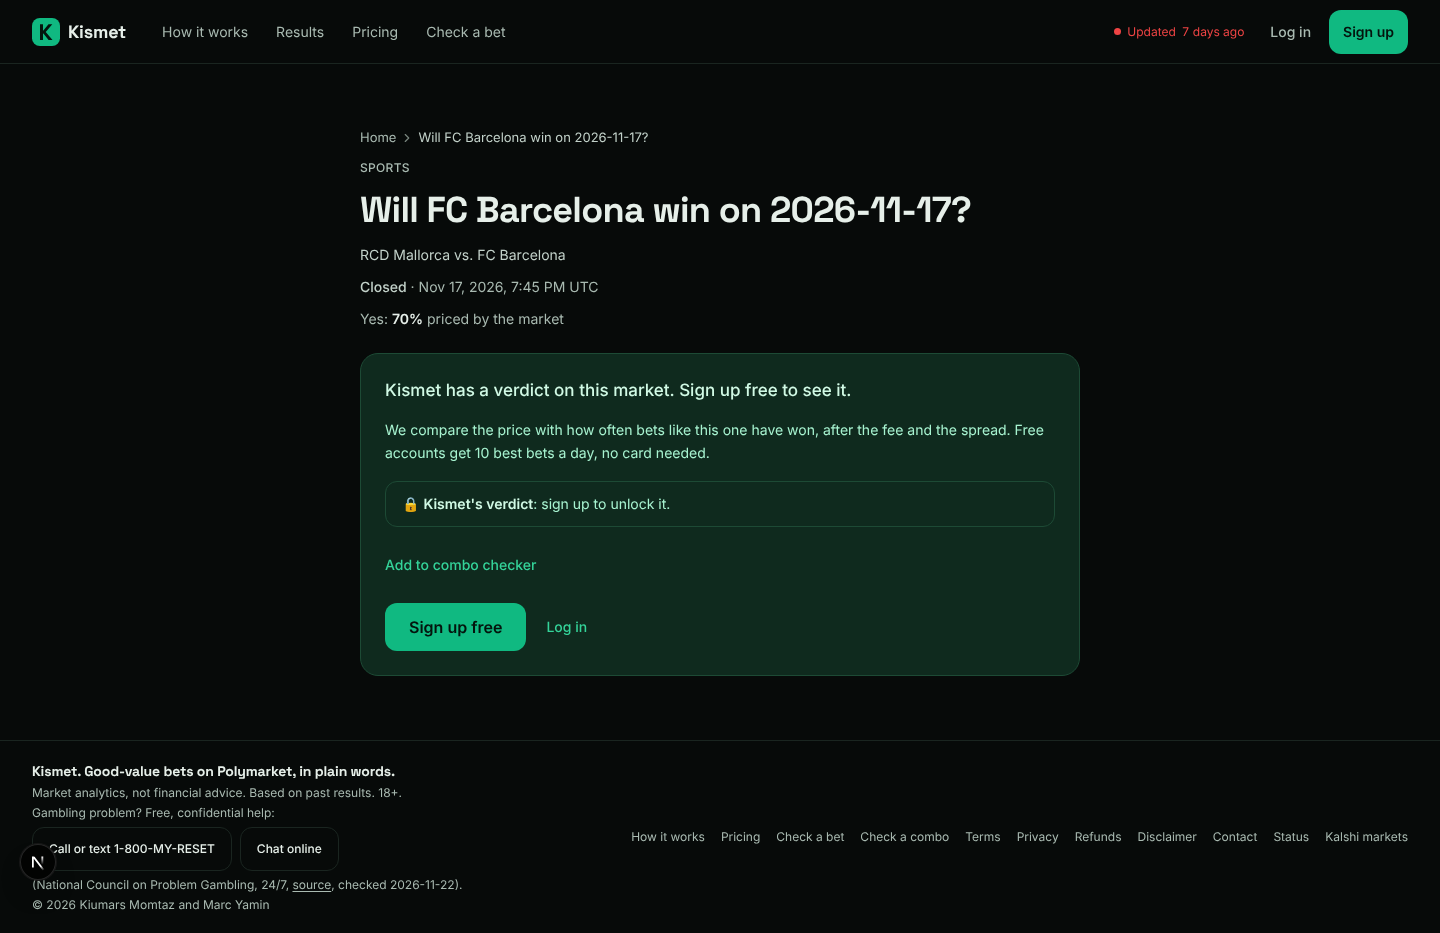 K Kismet How it works Results Pricing Check a bet Updated 7 days ago Log in Sign up
Home > Will FC Barcelona win on 2026-11-17?
SPORTS
Will FC Barcelona win on 2026-11-17?
RCD Mallorca vs. FC Barcelona
Closed · Nov 17, 2026, 7:45 PM UTC
Yes: 70% priced by the market
Kismet has a verdict on this market. Sign up free to see it.
We compare the price with how often bets like this one have won, after the fee and the spread. Free
accounts get 10 best bets a day, no card needed.
🔒 Kismet's verdict: sign up to unlock it.
Add to combo checker
Sign up free Log in
Kismet. Good-value bets on Polymarket, in plain words.
Market analytics, not financial advice. Based on past results. 18+.
Gambling problem? Free, confidential help:
Call or text 1-800-MY-RESET Chat online
(National Council on Problem Gambling, 24/7, source, checked 2026-11-22).
© 2026 Kiumars Momtaz and Marc Yamin
How it works Pricing Check a bet Check a combo Terms Privacy Refunds Disclaimer Contact Status Kalshi markets
N